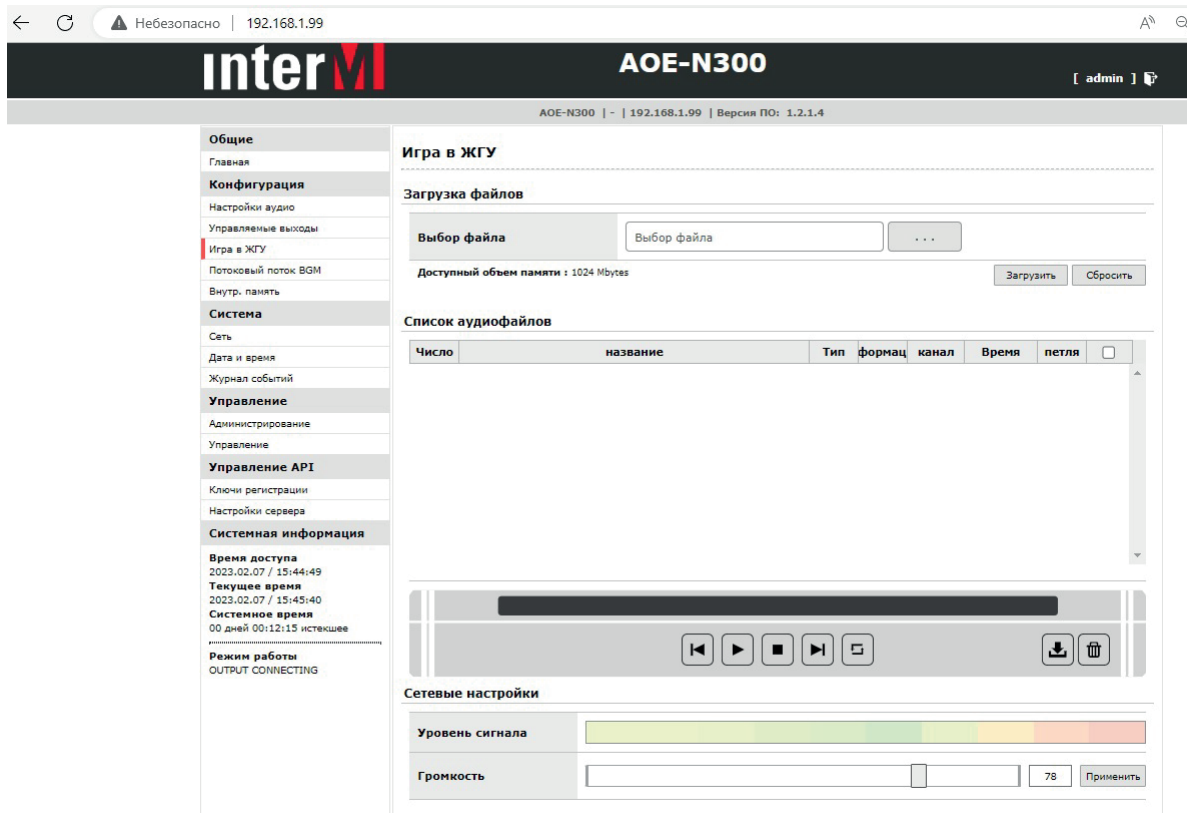 Небезопасно | 192.168.1.99
interM
AOE-N300
[ admin ]
AOE-N300 | - | 192.168.1.99 | Версия ПО: 1.2.1.4
Общие
Главная
Конфигурация
Настройки аудио
Управляемые выходы
Игра в ЖГУ
Потоковый поток BGM
Внутр. память
Система
Сеть
Дата и время
Журнал событий
Управление
Администрирование
Управление
Управление API
Ключи регистрации
Настройки сервера
Системная информация
Время доступа
2023.02.07 / 15:44:49
Текущее время
2023.02.07 / 15:45:40
Системное время
00 дней 00:12:15 истекшее
Режим работы
OUTPUT CONNECTING
Игра в ЖГУ
Загрузка файлов
Выбор файла Выбор файла ...
Доступный объем памяти : 1024 Mbytes Загрузить Сбросить
Список аудиофайлов
Число название Тип формац канал Время петля
Сетевые настройки
Уровень сигнала
Громкость 78 Применить